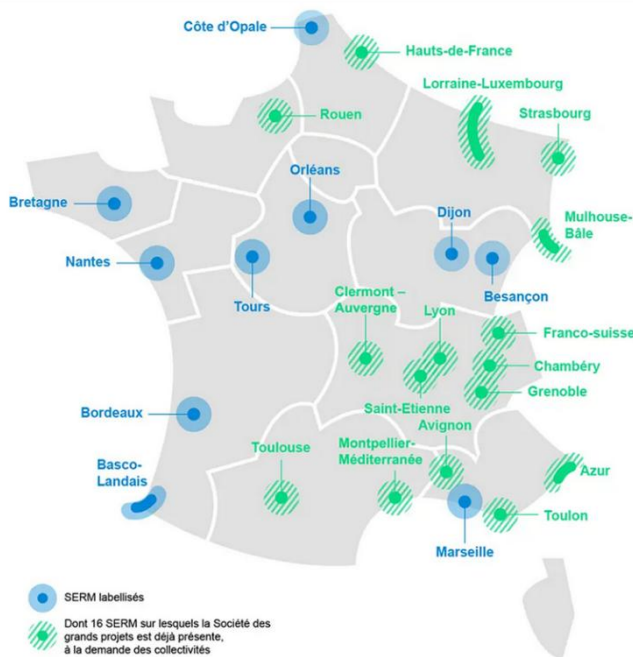 Côte d'Opale
Hauts-de-France
Lorraine-Luxembourg
Strasbourg
Rouen
Orléans
Bretagne
Dijon
Mulhouse-
Bâle
Nantes
Tours
Besançon
Clermont –
Auvergne
Lyon
Franco-suisse
Chambéry
Grenoble
Saint-Etienne
Bordeaux
Avignon
Toulouse
Montpellier-
Méditerranée
Basco-
Landais
Azur
Toulon
Marseille
SERM labellisés
Dont 16 SERM sur lesquels la Société des
grands projets est déjà présente,
à la demande des collectivités